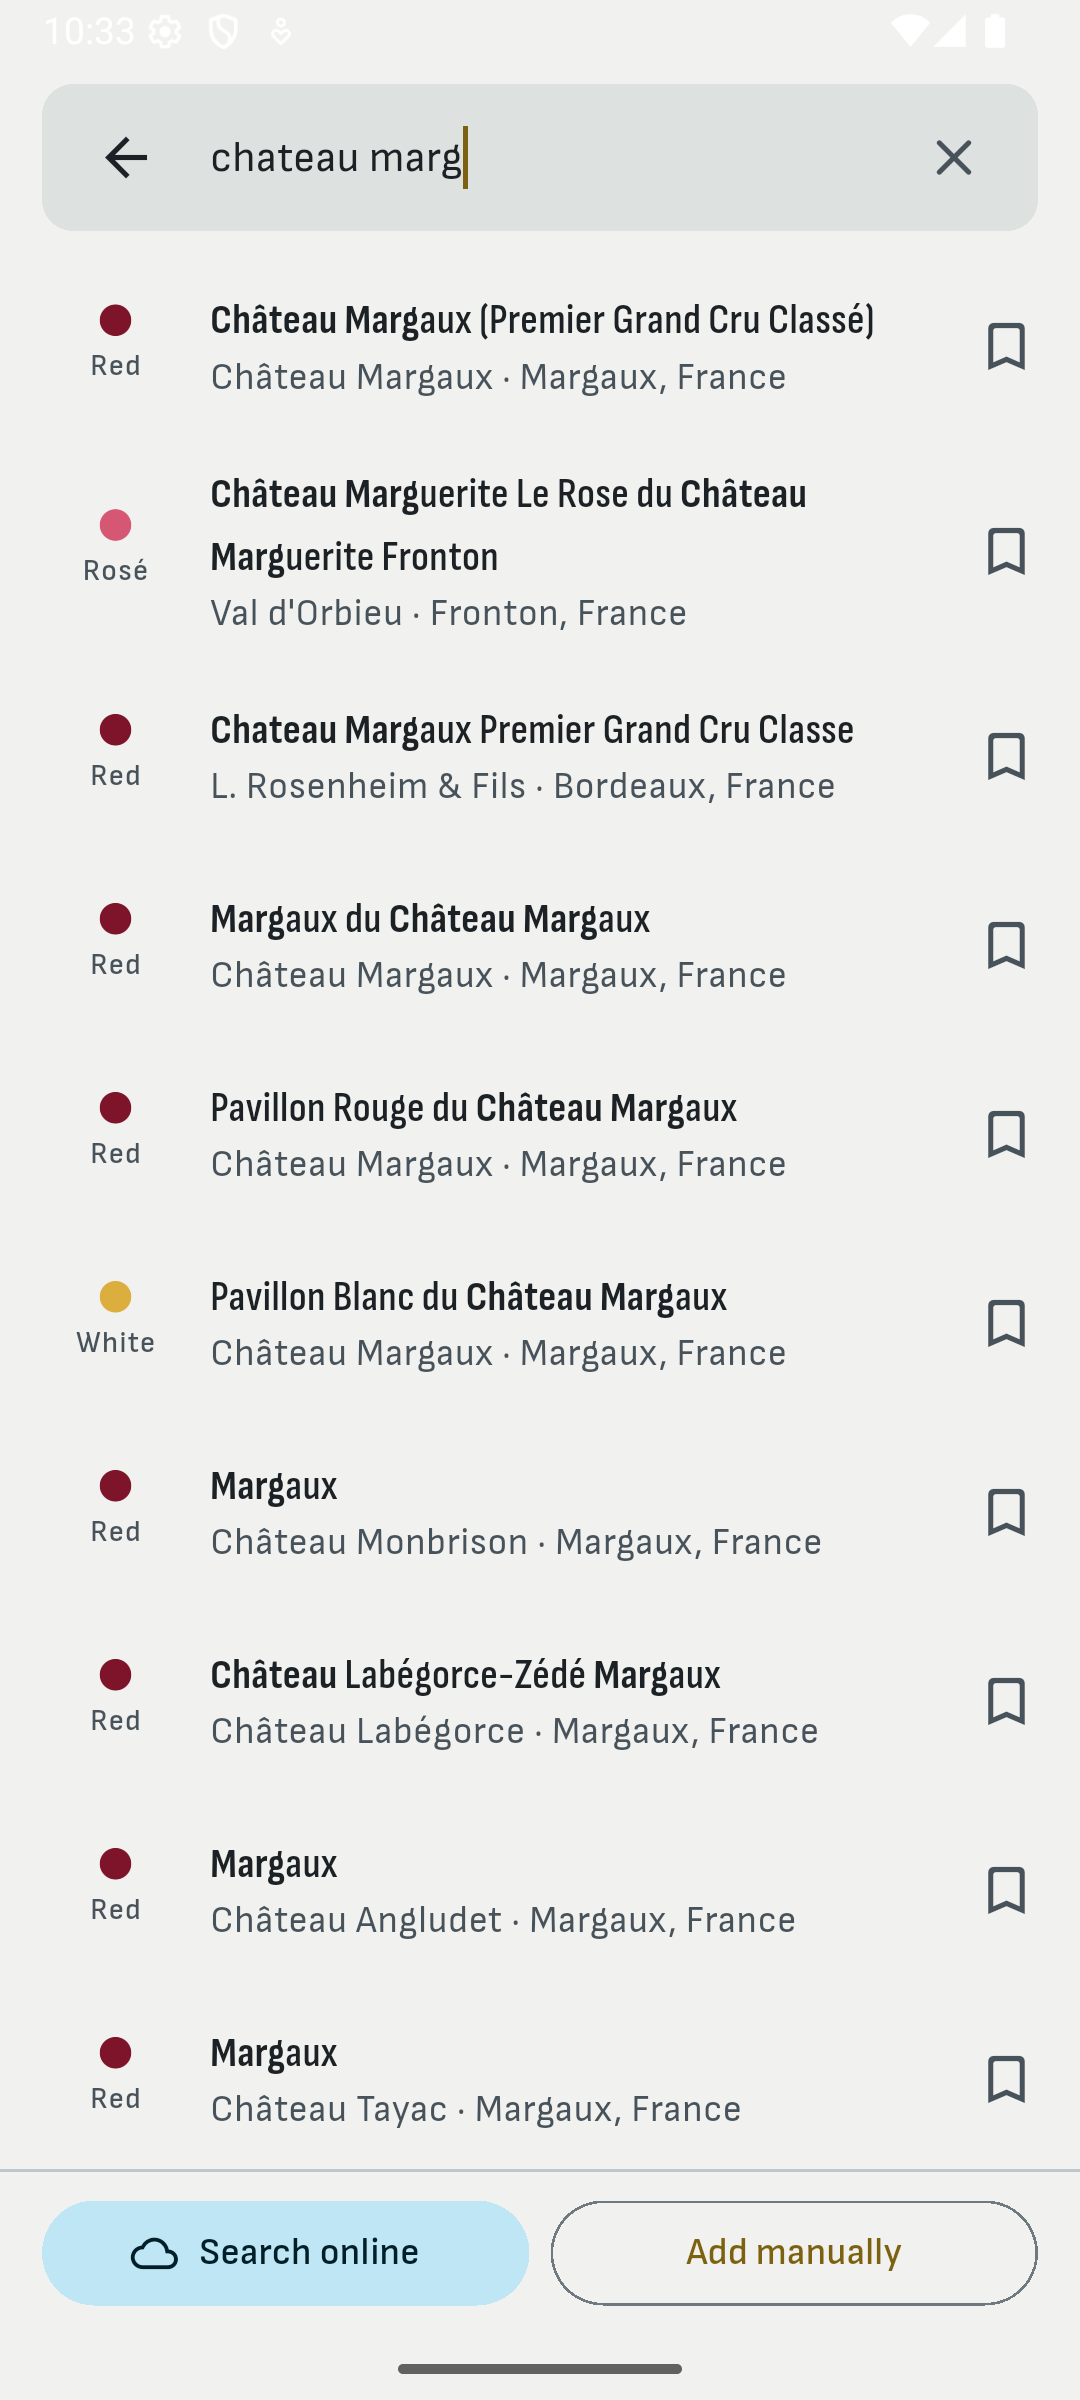 10:33
chateau marg
Château Margaux (Premier Grand Cru Classé)
Red
Château Margaux · Margaux, France
Château Marguerite Le Rose du Château
Marguerite Fronton
Rosé
Val d'Orbieu · Fronton, France
Chateau Margaux Premier Grand Cru Classe
Red
L. Rosenheim & Fils · Bordeaux, France
Margaux du Château Margaux
Red
Château Margaux · Margaux, France
Pavillon Rouge du Château Margaux
Red
Château Margaux · Margaux, France
Pavillon Blanc du Château Margaux
White
Château Margaux · Margaux, France
Margaux
Red
Château Monbrison · Margaux, France
Château Labégorce-Zédé Margaux
Red
Château Labégorce · Margaux, France
Margaux
Red
Château Angludet · Margaux, France
Margaux
Red
Château Tayac · Margaux, France
Search online
Add manually